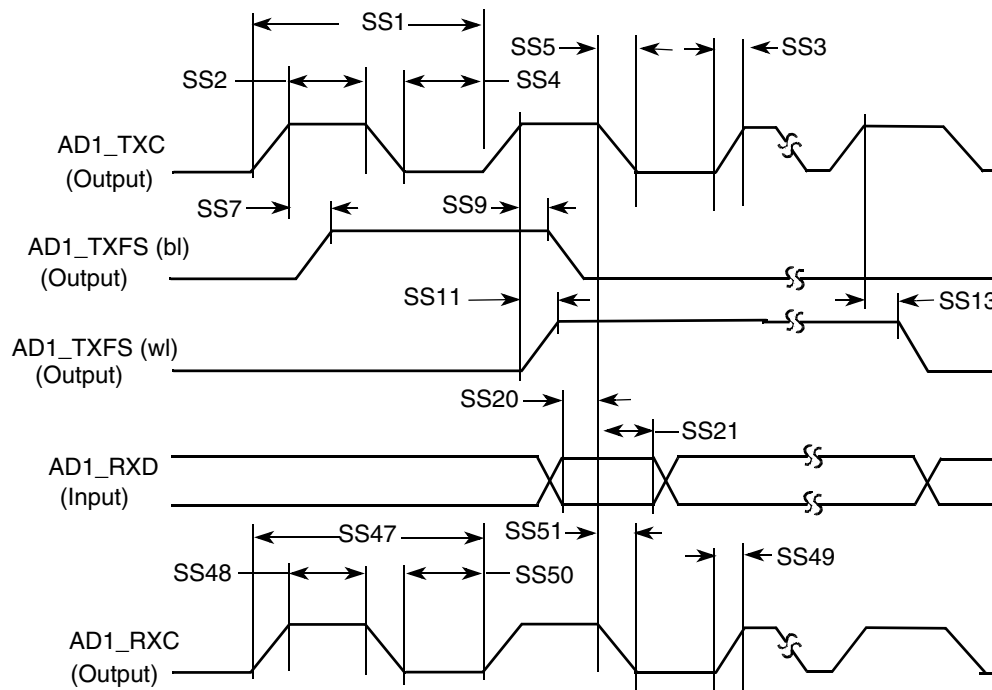 SS1
SS5
SS3
SS2
SS4
AD1_TXC
(Output)
SS7
SS9
AD1_TXFS (bl)
(Output)
SS11
SS13
AD1_TXFS (wl)
(Output)
SS20
SS21
AD1_RXD
(Input)
SS47
SS51
SS49
SS48
SS50
AD1_RXC
(Output)